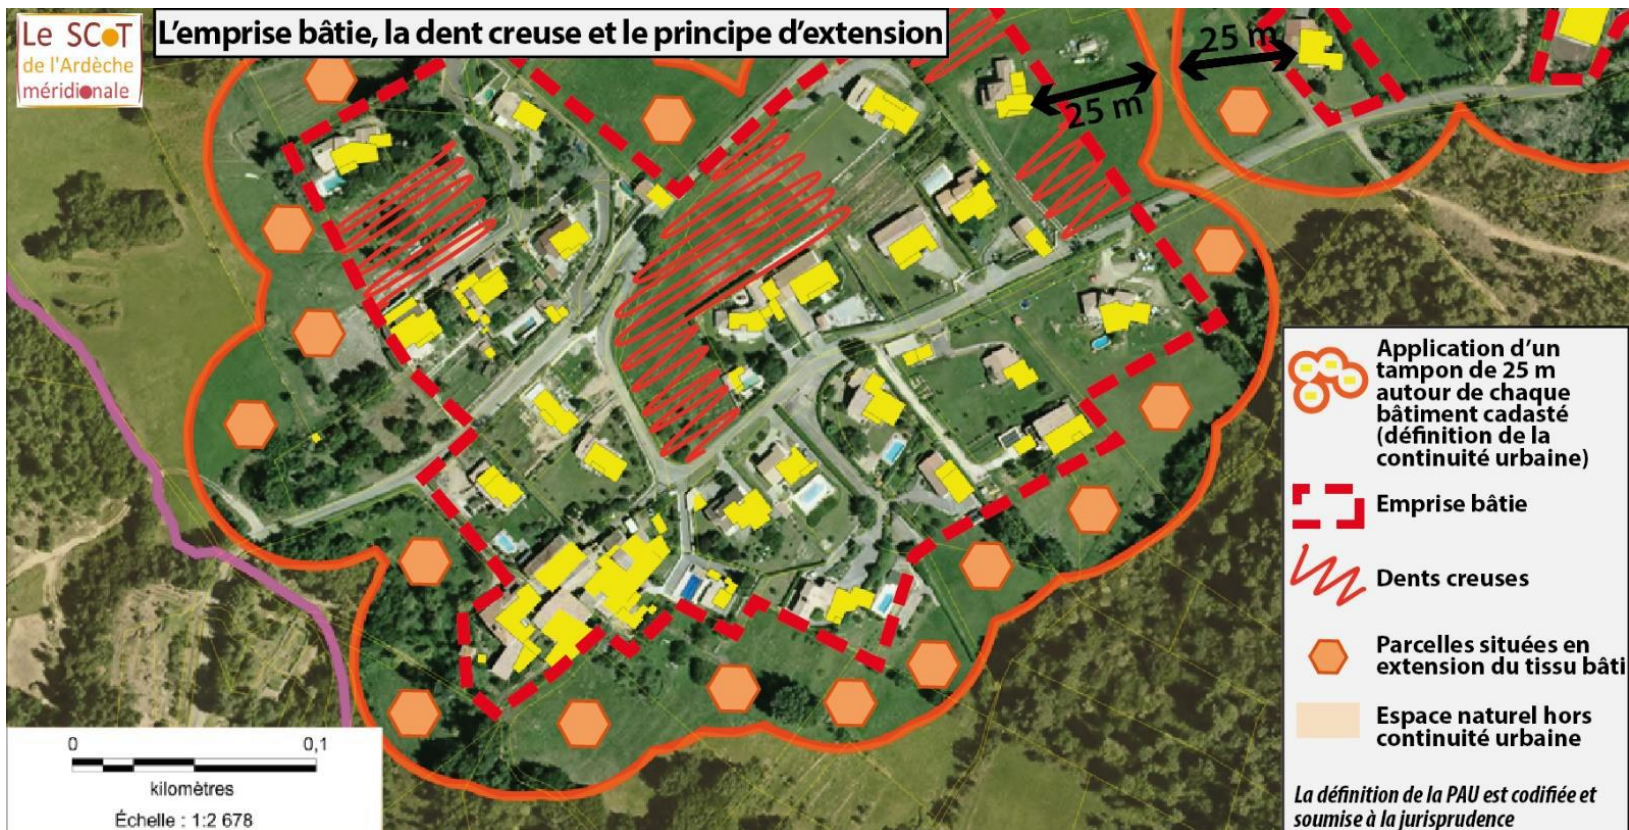 Le SCoT
de l'Ardèche
méridionale
L'emprise bâtie, la dent creuse et le principe d'extension
25 m
25 m
Application d'un
tampon de 25 m
autour de chaque
bâtiment cadasté
(définition de la
continuité urbaine)
Emprise bâtie
Dents creuses
Parcelles situées en
extension du tissu bâti
Espace naturel hors
continuité urbaine
La définition de la PAU est codifiée et
soumise à la jurisprudence
0 0,1
kilomètres
Échelle : 1:2 678